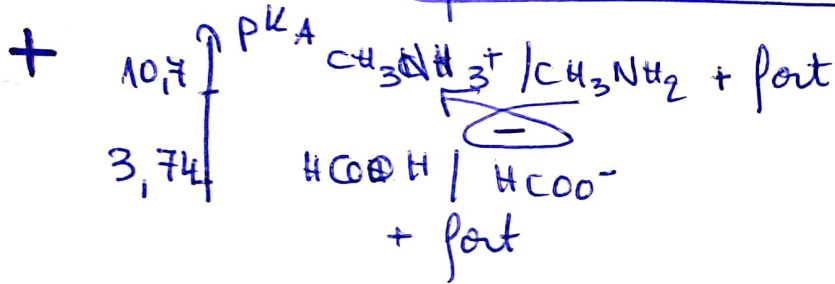 + pKA
10,7 CH3NH3+ / CH3NH2 + fort
-
3,74 HCOOH / HCOO-
+ fort